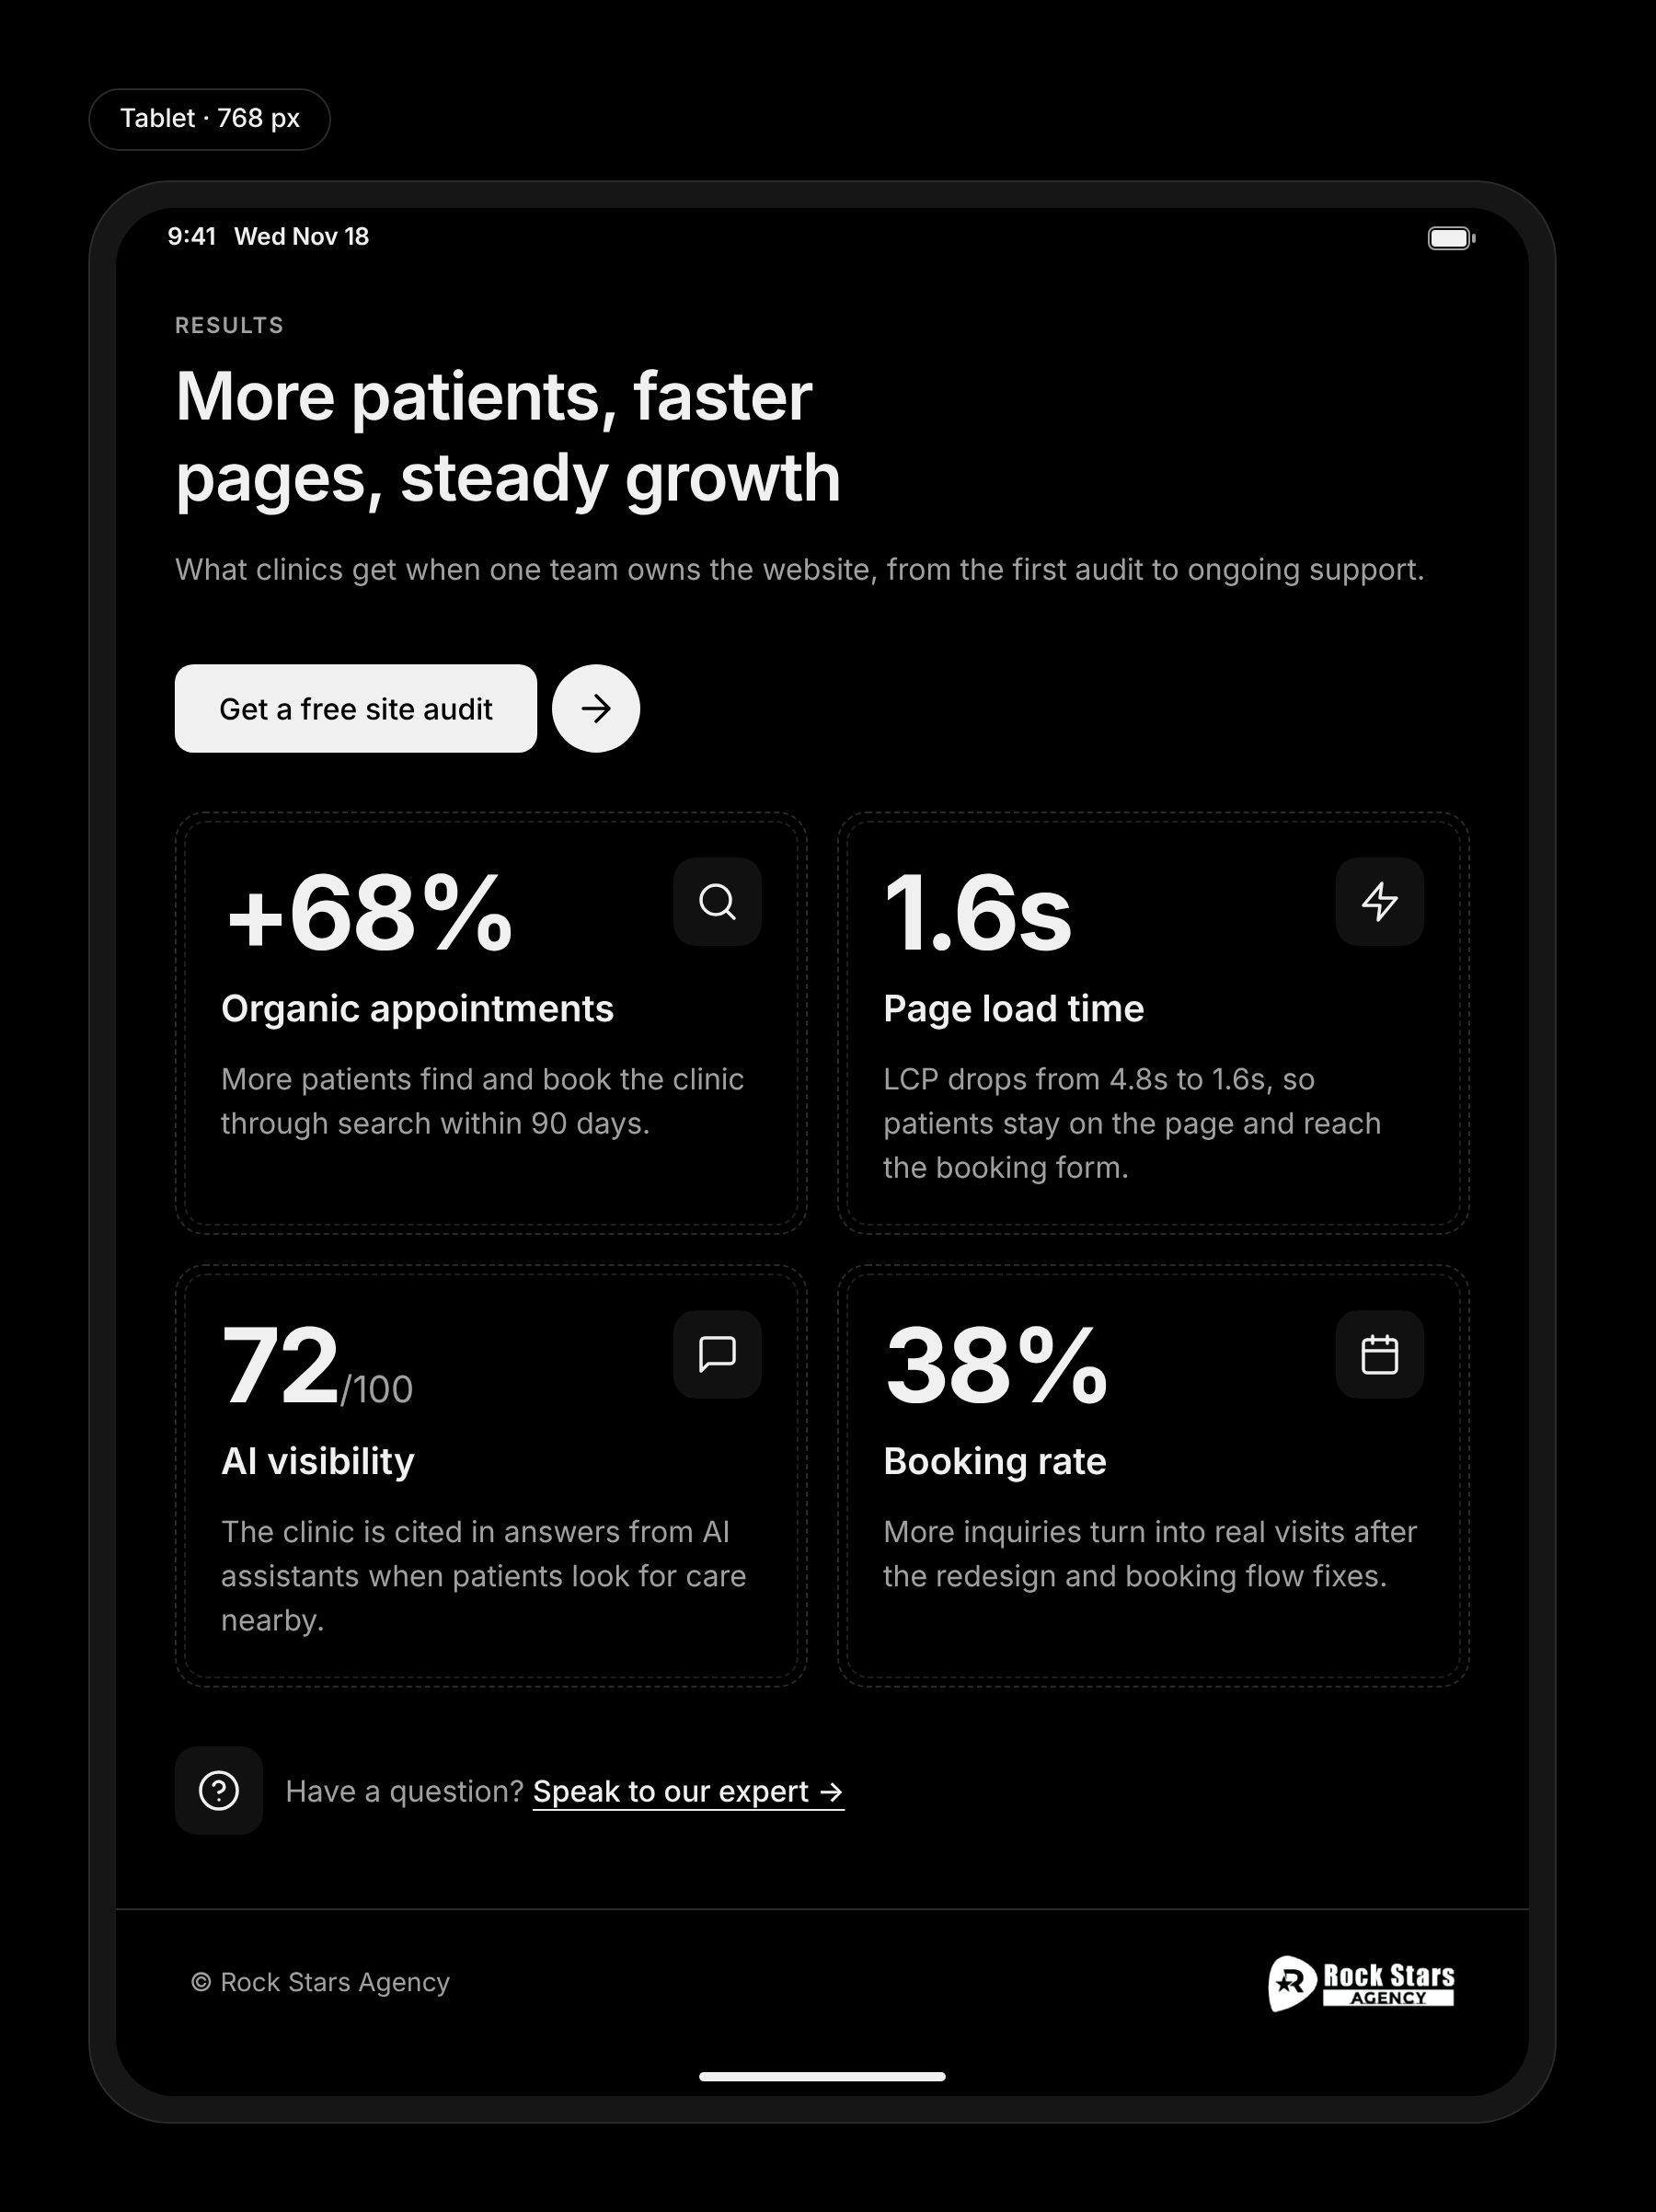 Tablet · 768 px
9:41 Wed Nov 18
RESULTS
More patients, faster
pages, steady growth
What clinics get when one team owns the website, from the first audit to ongoing support.
Get a free site audit →
+68%
Organic appointments
More patients find and book the clinic
through search within 90 days.
1.6s
Page load time
LCP drops from 4.8s to 1.6s, so
patients stay on the page and reach
the booking form.
72/100
AI visibility
The clinic is cited in answers from AI
assistants when patients look for care
nearby.
38%
Booking rate
More inquiries turn into real visits after
the redesign and booking flow fixes.
Have a question? Speak to our expert →
© Rock Stars Agency
R Rock Stars
AGENCY